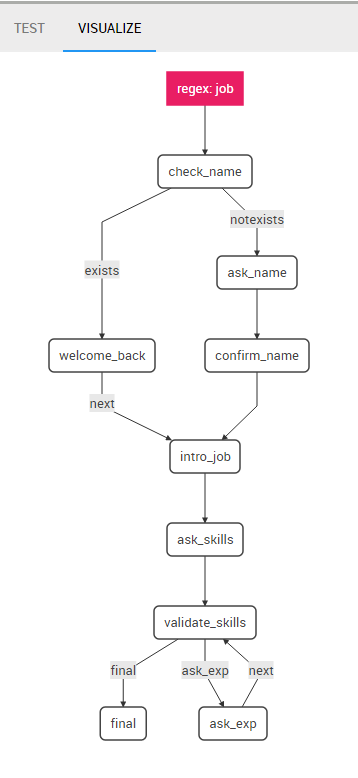 TEST
VISUALIZE
regex: job
check_name
notexists
exists
ask_name
welcome_back
confirm_name
next
intro_job
ask_skills
validate_skills
final
ask_exp
next
final
ask_exp